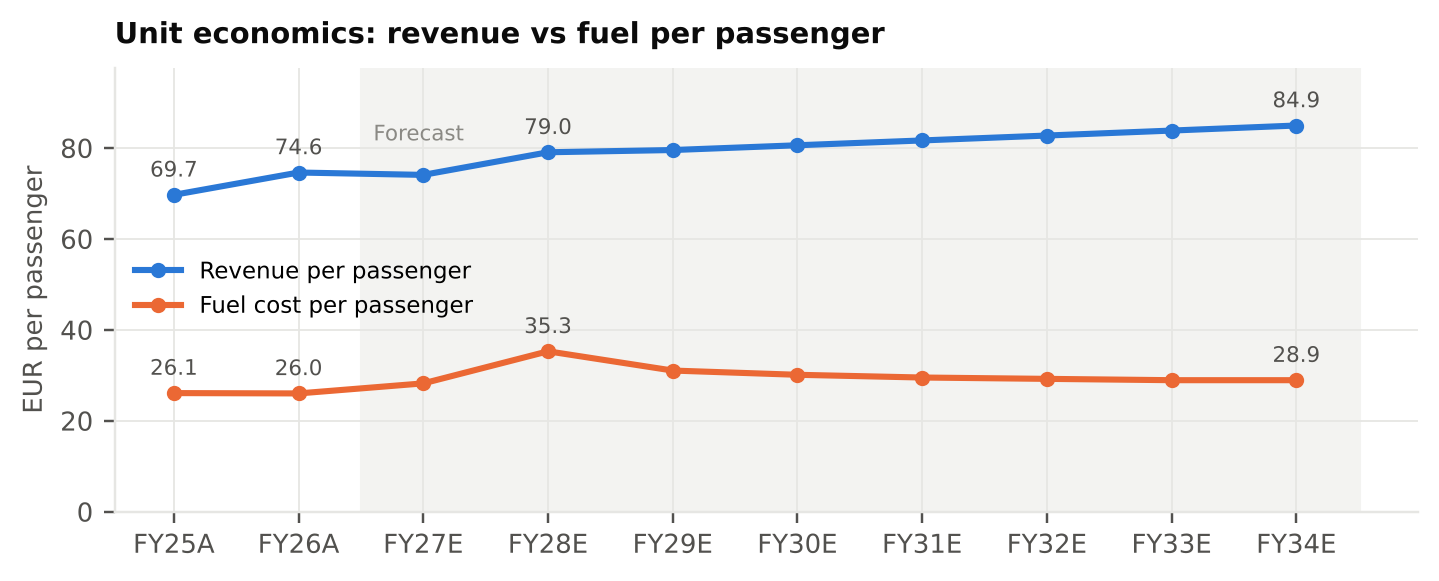 Unit economics: revenue vs fuel per passenger
EUR per passenger
80
60
40
20
0
Forecast
69.7
74.6
79.0
84.9
Revenue per passenger
Fuel cost per passenger
26.1
26.0
35.3
28.9
FY25A
FY26A
FY27E
FY28E
FY29E
FY30E
FY31E
FY32E
FY33E
FY34E